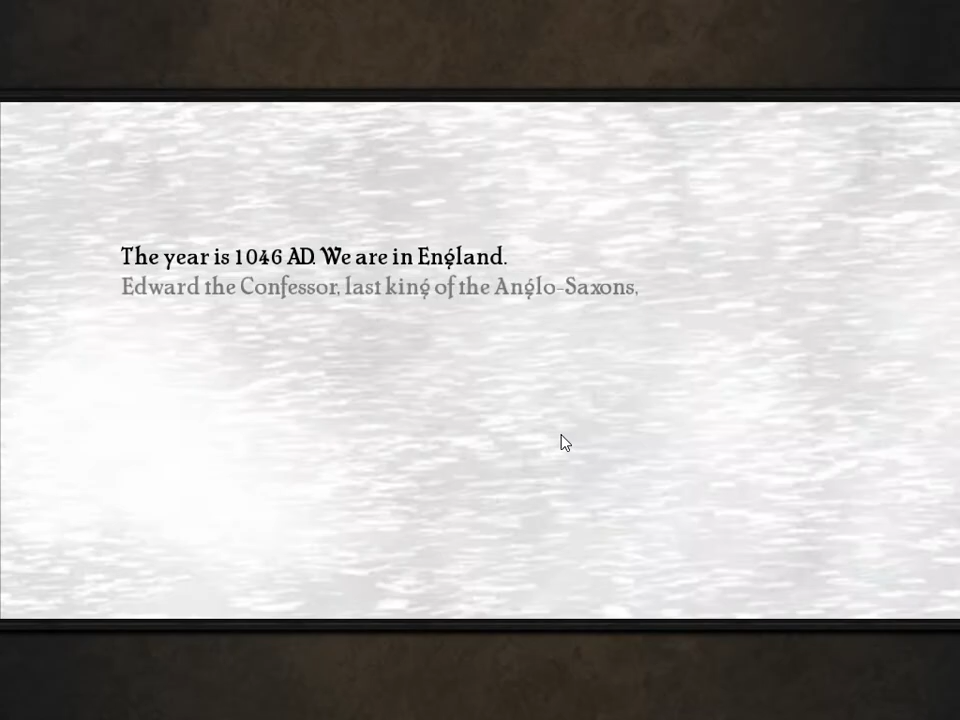 The year is 1046 AD. We are in England.
Edward the Confessor, last king of the Anglo-Saxons,